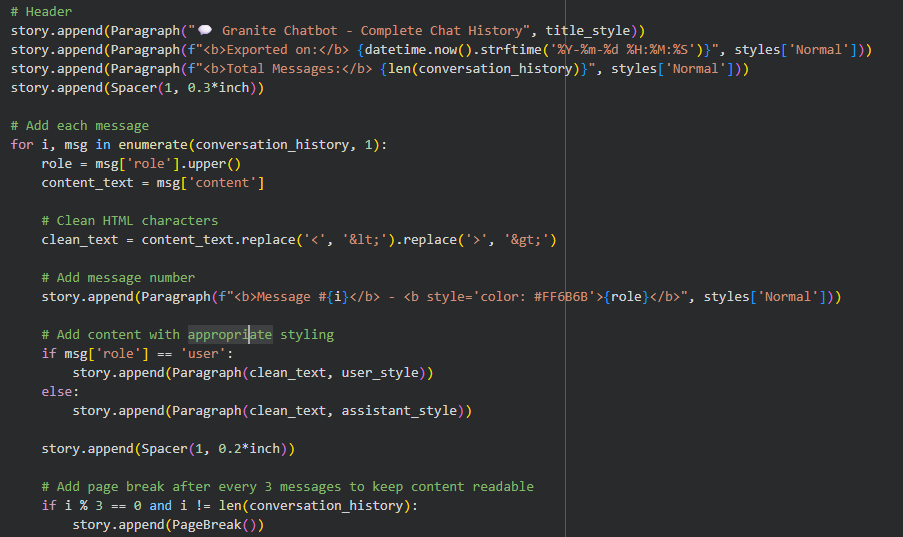 # Header
story.append(Paragraph("💬 Granite Chatbot - Complete Chat History", title_style))
story.append(Paragraph(f"<b>Exported on:</b> {datetime.now().strftime('%Y-%m-%d %H:%M:%S')}", styles['Normal']))
story.append(Paragraph(f"<b>Total Messages:</b> {len(conversation_history)}", styles['Normal']))
story.append(Spacer(1, 0.3*inch))

# Add each message
for i, msg in enumerate(conversation_history, 1):
    role = msg['role'].upper()
    content_text = msg['content']

    # Clean HTML characters
    clean_text = content_text.replace('<', '&lt;').replace('>', '&gt;')

    # Add message number
    story.append(Paragraph(f"<b>Message #{i}</b> - <b style='color: #FF6B6B'>{role}</b>", styles['Normal']))

    # Add content with appropriate styling
    if msg['role'] == 'user':
        story.append(Paragraph(clean_text, user_style))
    else:
        story.append(Paragraph(clean_text, assistant_style))

    story.append(Spacer(1, 0.2*inch))

    # Add page break after every 3 messages to keep content readable
    if i % 3 == 0 and i != len(conversation_history):
        story.append(PageBreak())